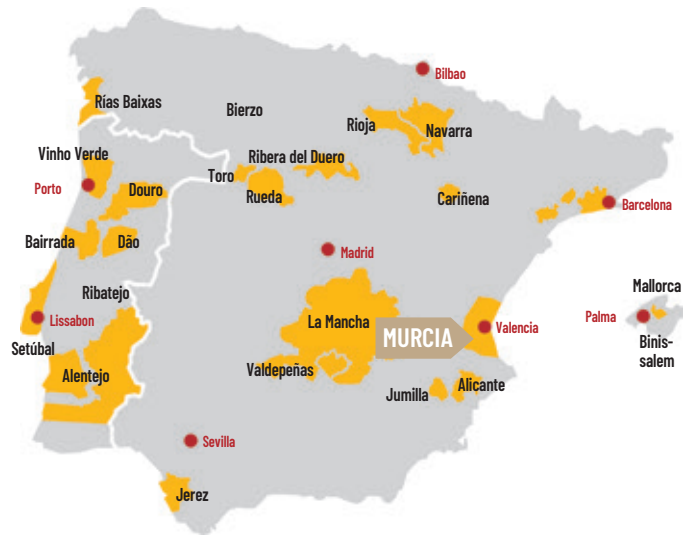 Bilbao
Rías Baixas
Bierzo
Rioja
Navarra
Vinho Verde
Ribera del Duero
Toro
Porto
Douro
Rueda
Cariñena
Barcelona
Bairrada
Dão
Madrid
Ribatejo
Mallorca
Lissabon
La Mancha
MURCIA
Valencia
Palma
Setúbal
Binis-
salem
Alentejo
Valdepeñas
Jumilla
Alicante
Sevilla
Jerez